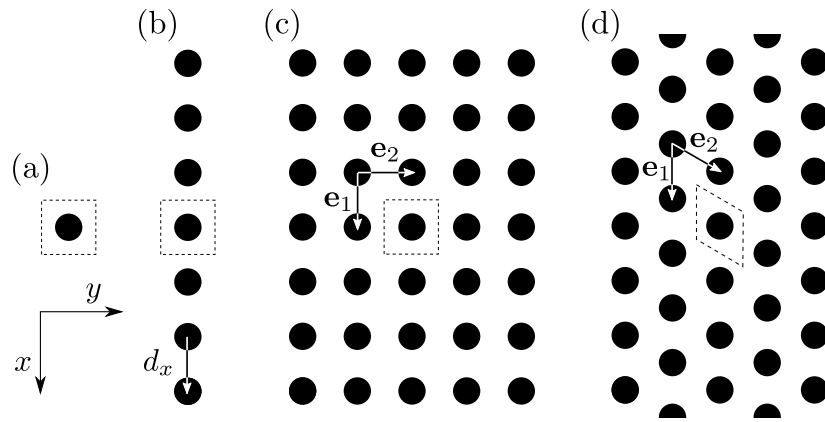 (b) (c) (d)
(a)
e₂ e₂
e₁ e₁
y
x dₓ